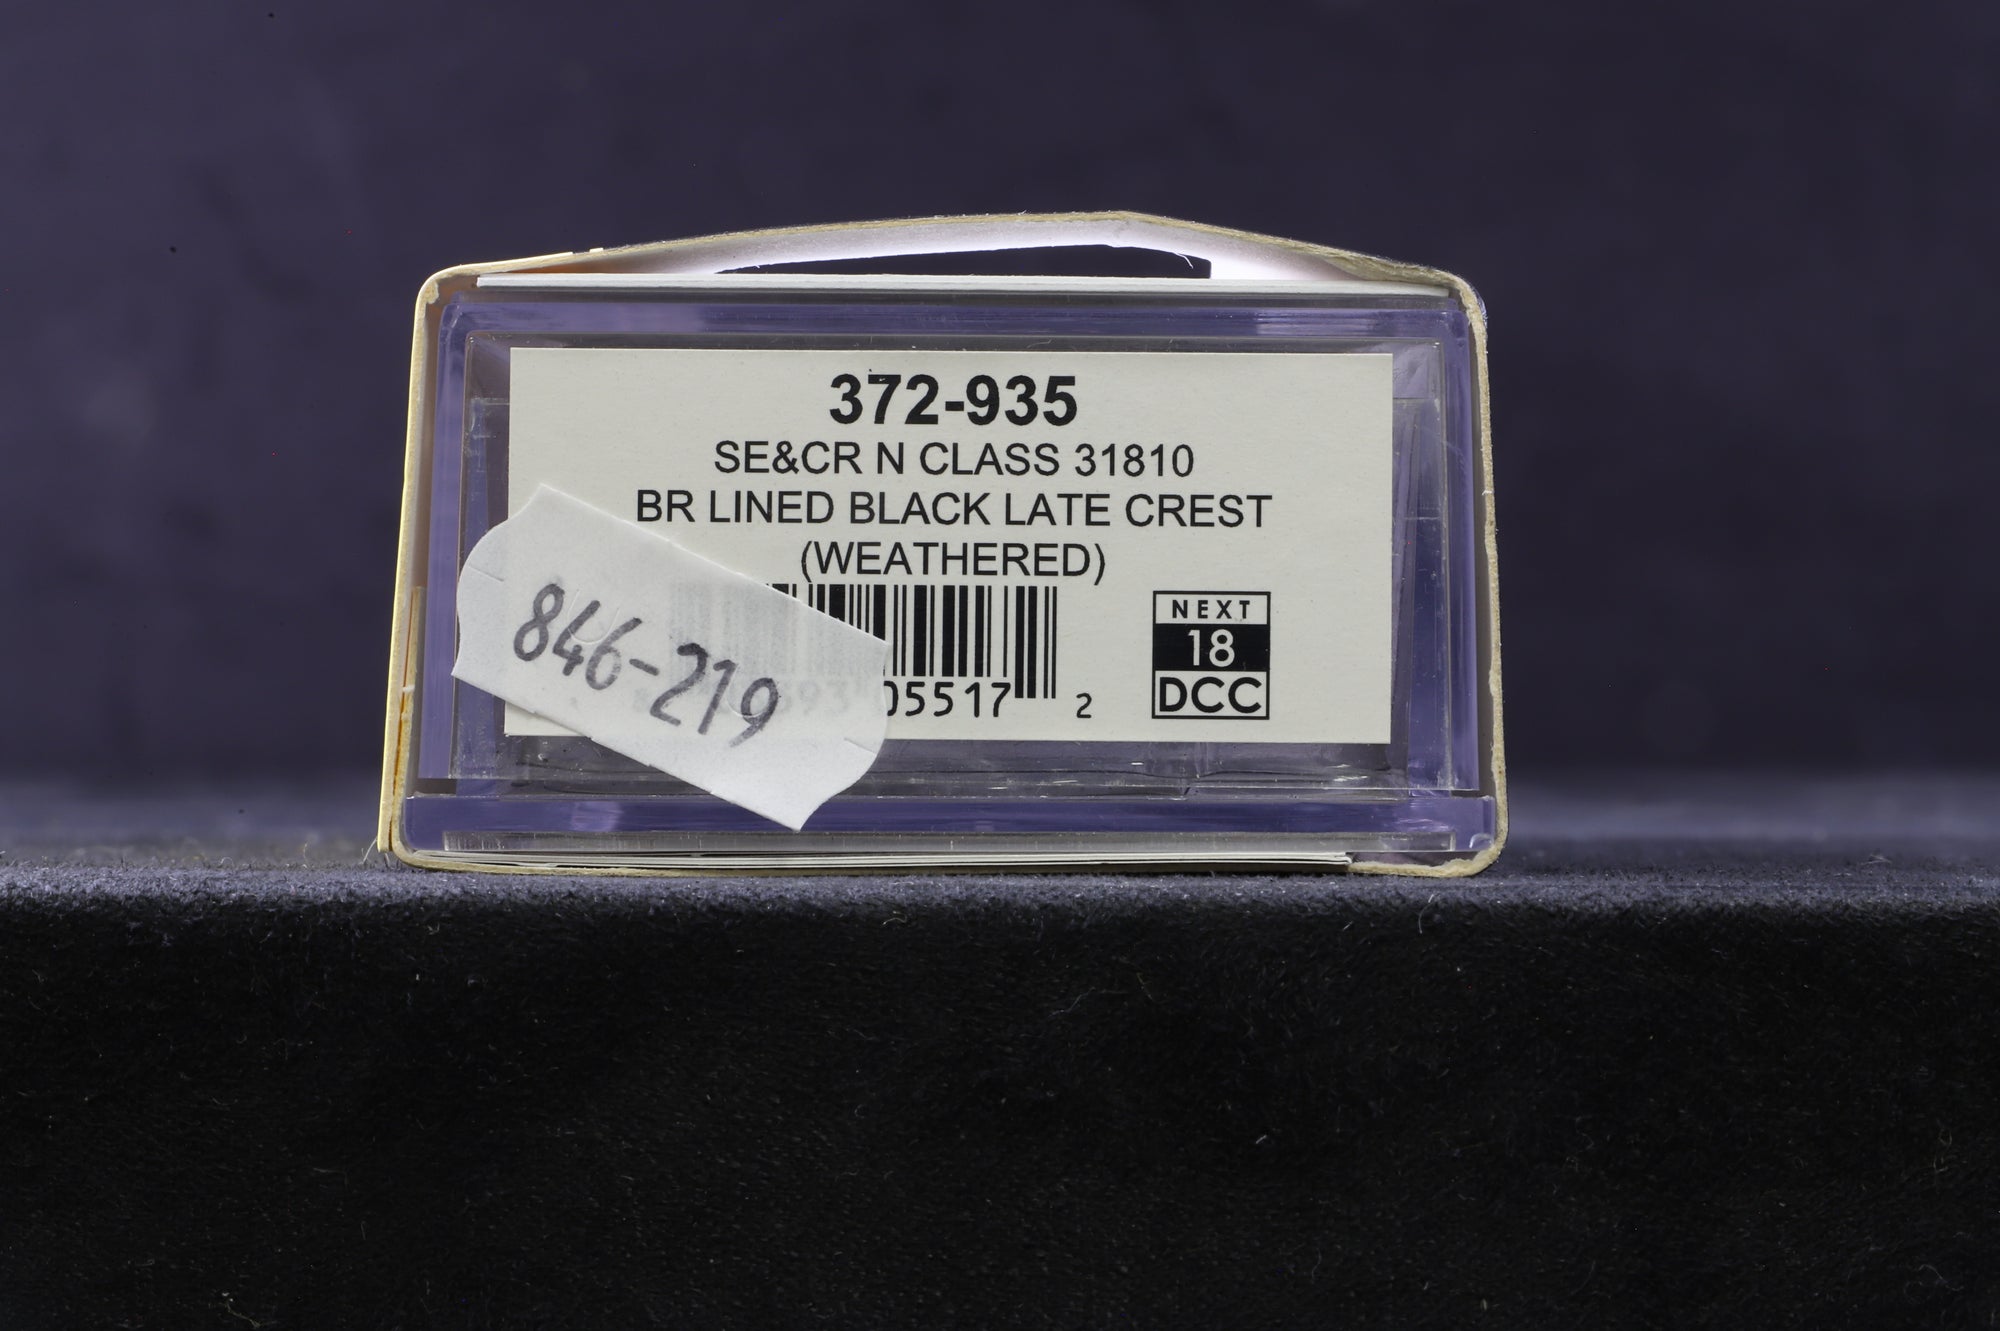 372-935
SE&CR N CLASS 31810
BR LINED BLACK LATE CREST
(WEATHERED)
846-219
05517 2
NEXT
18
DCC